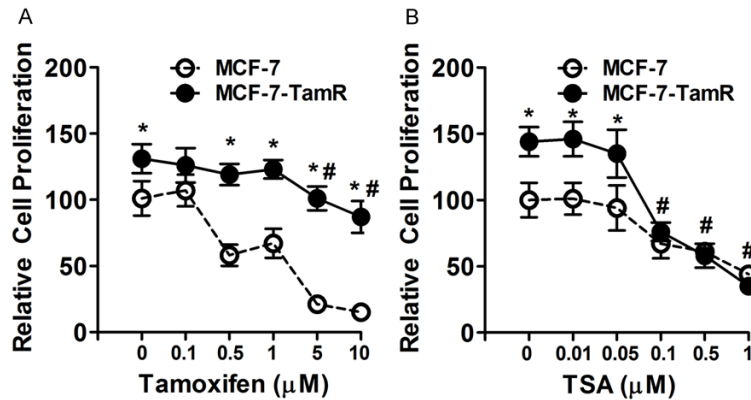 A
MCF-7
MCF-7-TamR
Relative Cell Proliferation
200
150
100
50
0
*
*
*
* #
* #
0 0.1 0.5 1 5 10
Tamoxifen (μM)
B
MCF-7
MCF-7-TamR
Relative Cell Proliferation
200
150
100
50
0
*
*
*
#
#
#
0 0.01 0.05 0.1 0.5 1
TSA (μM)